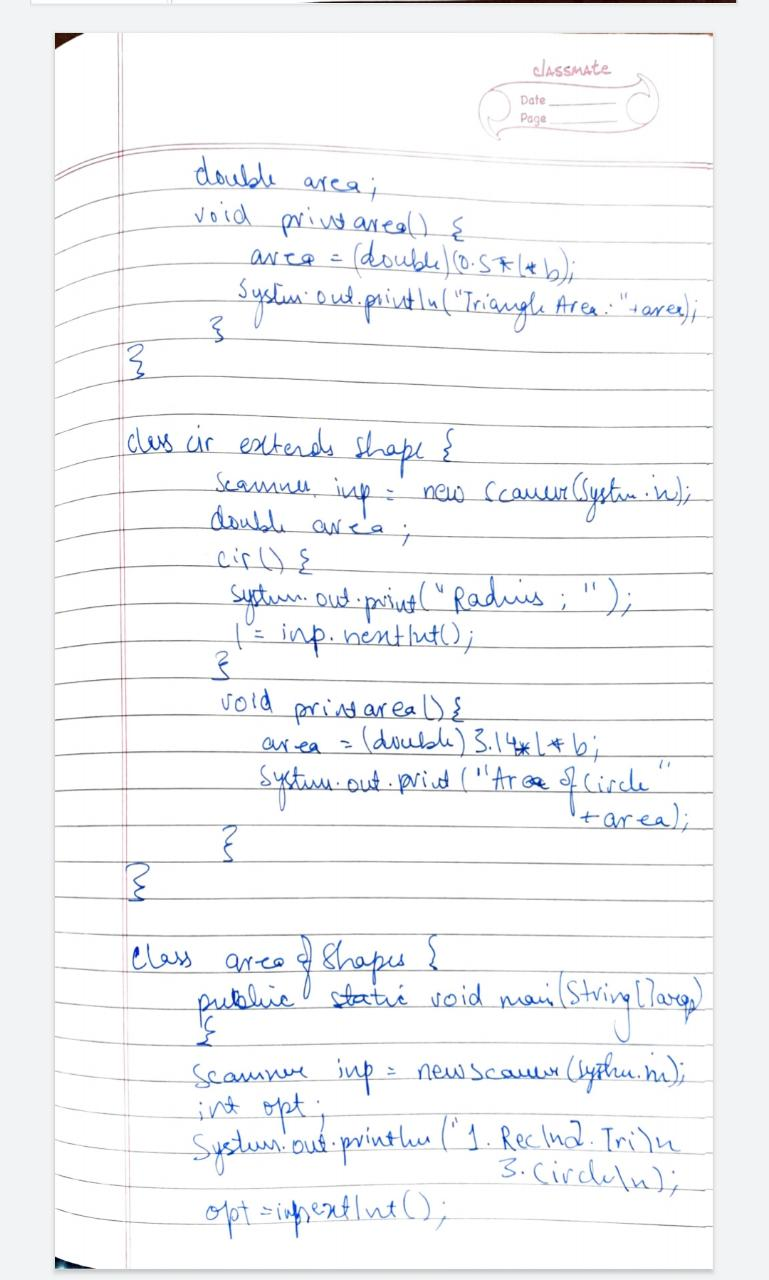 classmate
Date
Page
double area;
void printarea() {
area = (double)(0.5*l*b);
System.out.println("Triangle Area: "+area);
}
}
class cir extends shape {
Scanner inp = new Scanner(System.in);
double area;
cir() {
System.out.print("Radius ; ");
l = inp.nextInt();
}
void printarea() {
area = (double) 3.14*l*b;
System.out.print("Area of Circle"
+area);
}
}
class area of Shapes {
public static void main(String[]args)
{
Scanner inp = new Scanner(System.in);
int opt;
System.out.println("1. Rec\n2. Tri\n
3. Circle\n);
opt = inp.nextInt();